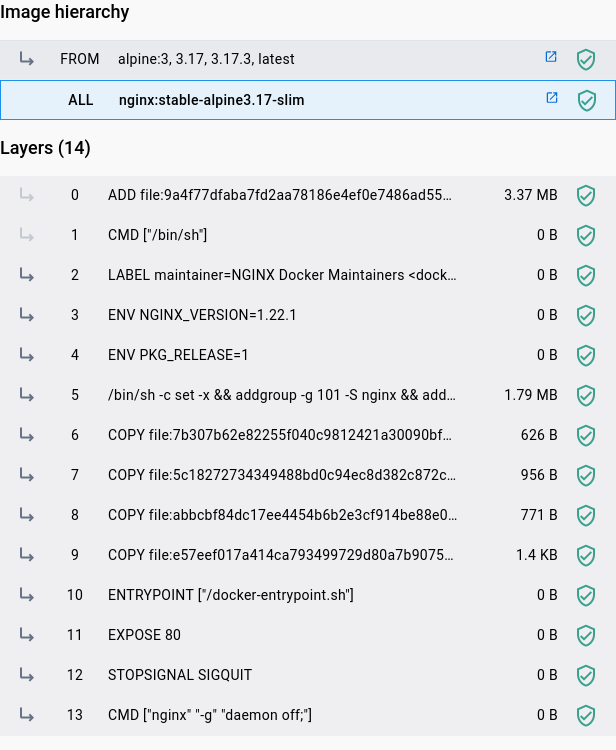 Image hierarchy
FROM alpine:3, 3.17, 3.17.3, latest
ALL nginx:stable-alpine3.17-slim
Layers (14)
0 ADD file:9a4f77dfaba7fd2aa78186e4ef0e7486ad55… 3.37 MB
1 CMD ["/bin/sh"] 0 B
2 LABEL maintainer=NGINX Docker Maintainers <dock… 0 B
3 ENV NGINX_VERSION=1.22.1 0 B
4 ENV PKG_RELEASE=1 0 B
5 /bin/sh -c set -x && addgroup -g 101 -S nginx && add… 1.79 MB
6 COPY file:7b307b62e82255f040c9812421a30090bf… 626 B
7 COPY file:5c18272734349488bd0c94ec8d382c872c… 956 B
8 COPY file:abbcbf84dc17ee4454b6b2e3cf914be88e0… 771 B
9 COPY file:e57eef017a414ca793499729d80a7b9075… 1.4 KB
10 ENTRYPOINT ["/docker-entrypoint.sh"] 0 B
11 EXPOSE 80 0 B
12 STOPSIGNAL SIGQUIT 0 B
13 CMD ["nginx" "-g" "daemon off;"] 0 B